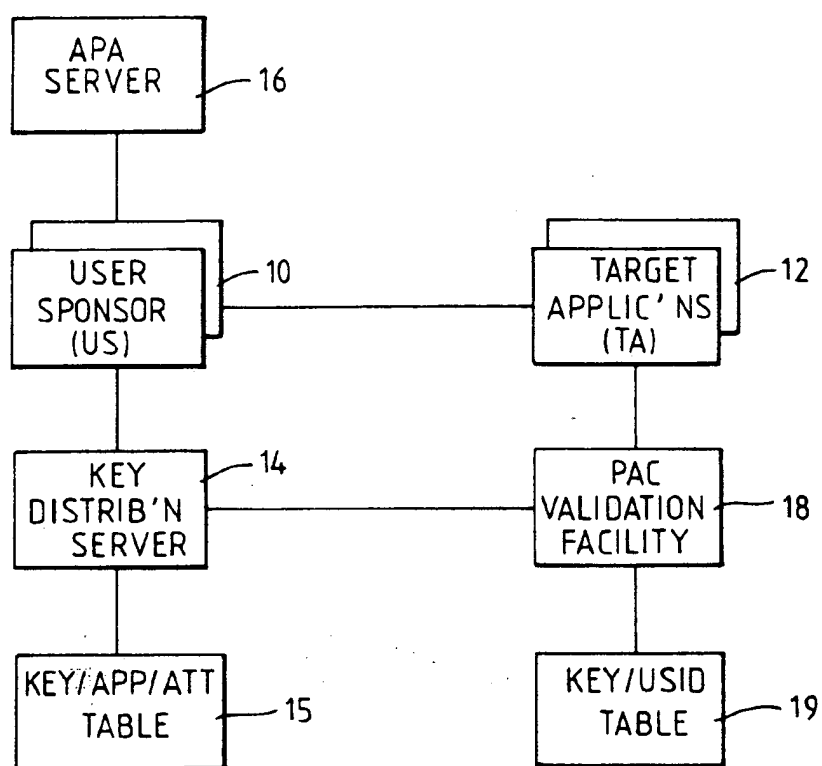 APA
SERVER
16
USER
SPONSOR
(US)
10
TARGET
APPLIC'NS
(TA)
12
KEY
DISTRIB'N
SERVER
14
PAC
VALIDATION
FACILITY
18
KEY/APP/ATT
TABLE
15
KEY/USID
TABLE
19